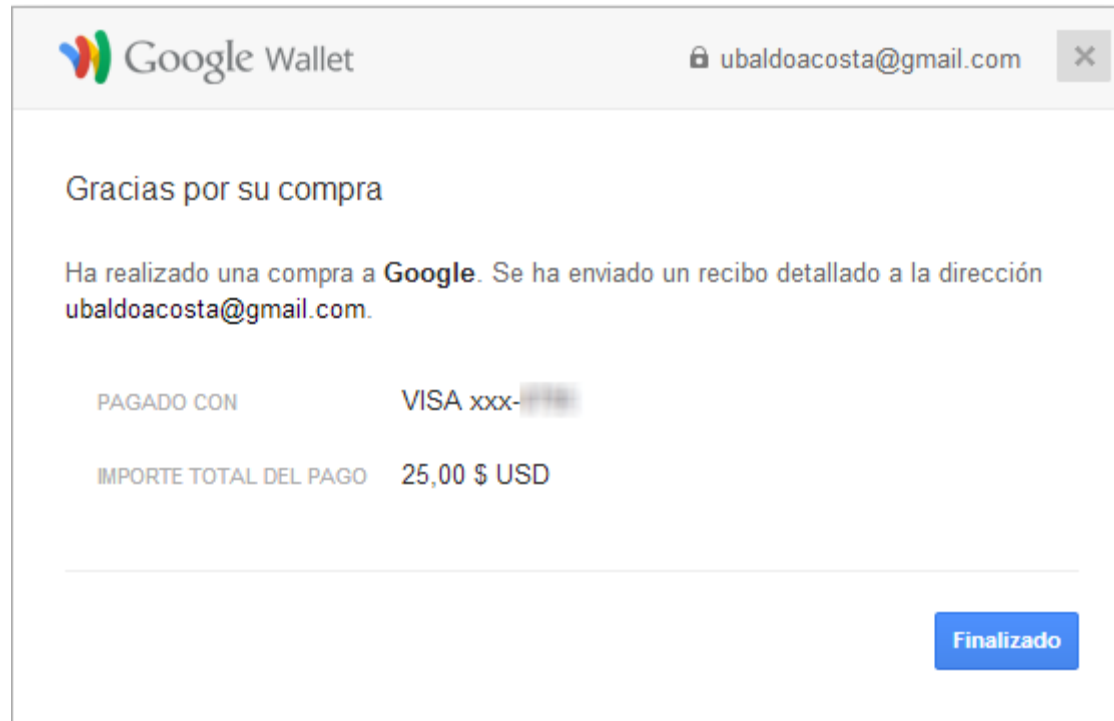 Google Wallet ubaldoacosta@gmail.com
Gracias por su compra
Ha realizado una compra a Google. Se ha enviado un recibo detallado a la dirección
ubaldoacosta@gmail.com.
PAGADO CON VISA xxx-
IMPORTE TOTAL DEL PAGO 25,00 $ USD
Finalizado